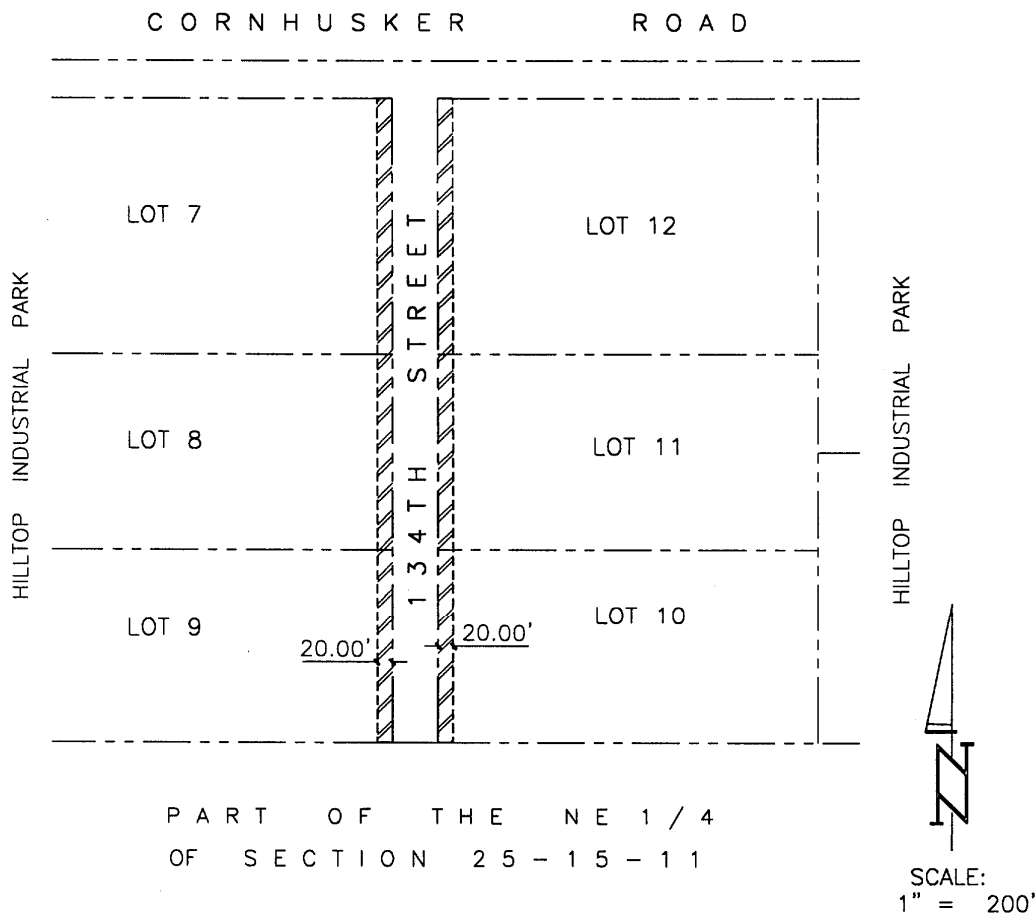 CORNHUSKER ROAD
LOT 7
LOT 12
134TH STREET
HILLTOP INDUSTRIAL PARK
HILLTOP INDUSTRIAL PARK
LOT 8
LOT 11
LOT 9
LOT 10
20.00'
20.00'
PART OF THE NE 1/4
OF SECTION 25-15-11
N
SCALE:
1" = 200'